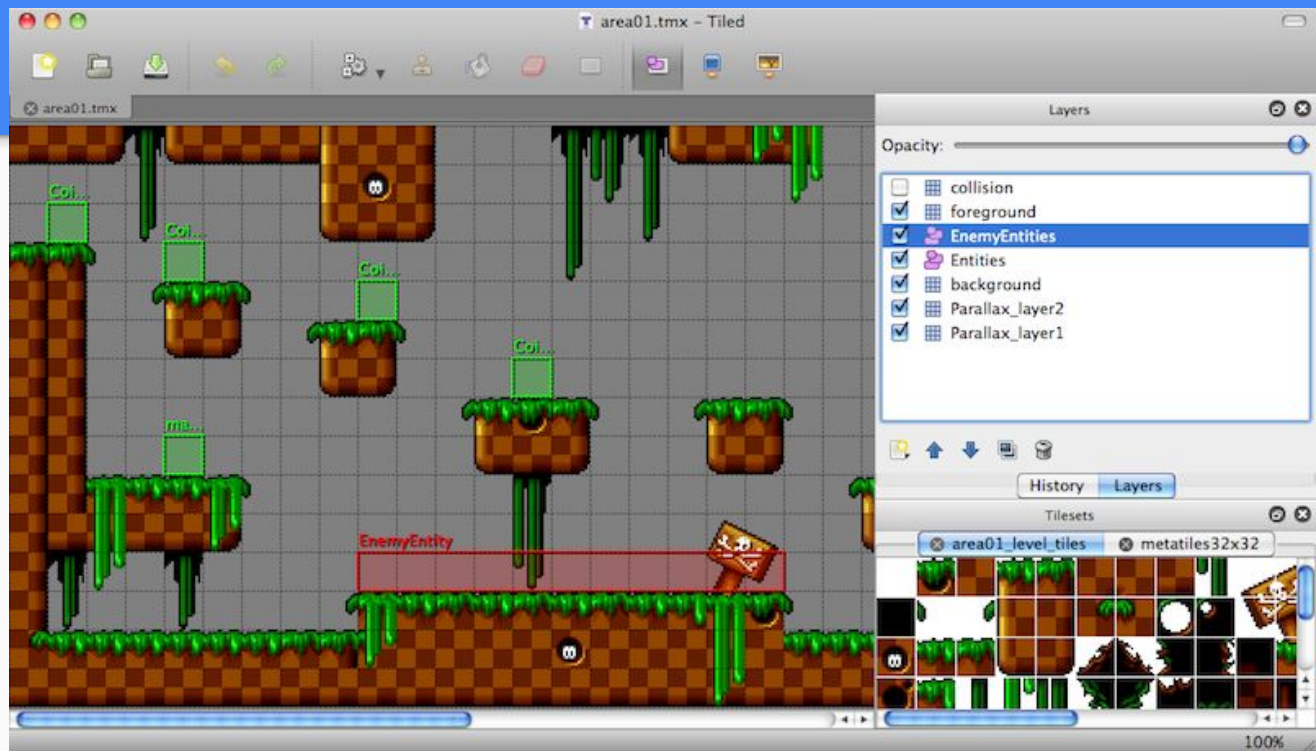 area01.tmx – Tiled
area01.tmx
Layers
Opacity:
collision
foreground
EnemyEntities
Entities
background
Parallax_layer2
Parallax_layer1
History Layers
Tilesets
area01_level_tiles metatiles32x32
Coi...
Coi...
Coi...
Coi...
ma...
EnemyEntity
100%